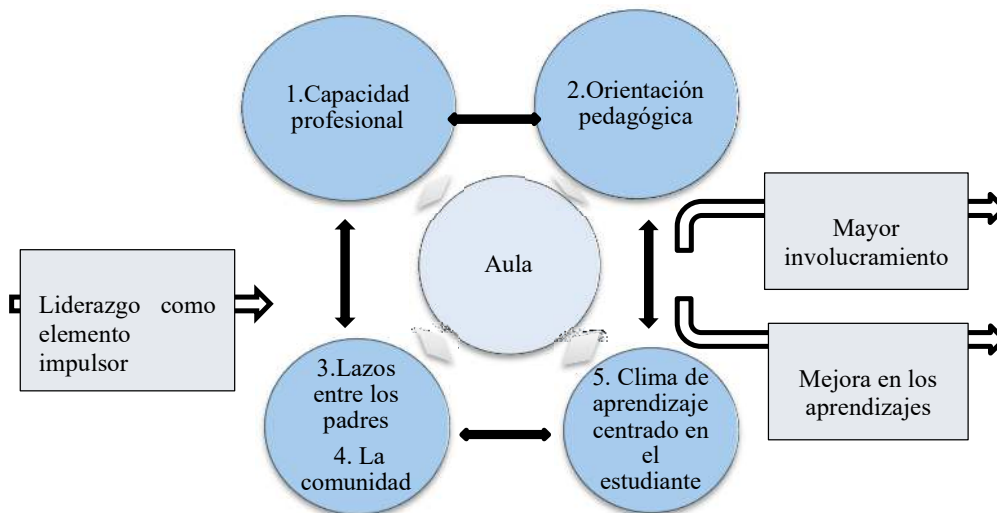 1.Capacidad
profesional
2.Orientación
pedagógica
Aula
Liderazgo como
elemento
impulsor
Mayor
involucramiento
3.Lazos
entre los
padres
4. La
comunidad
5. Clima de
aprendizaje
centrado en
el
estudiante
Mejora en los
aprendizajes